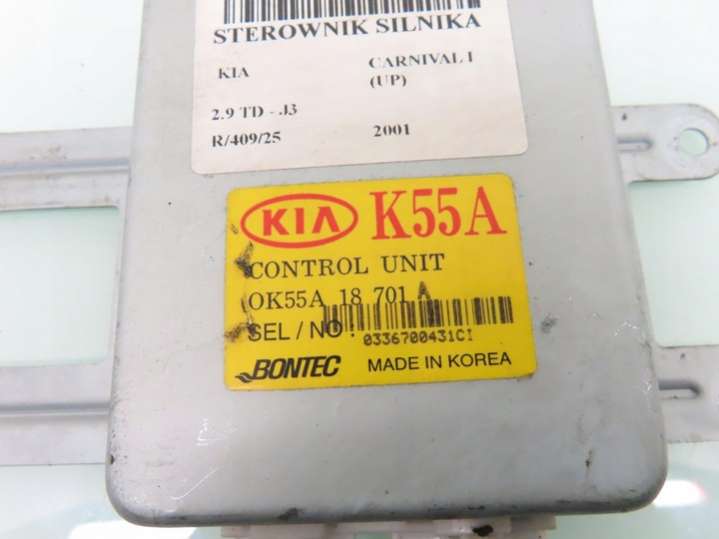 STEROWNIK SILNIKA
KIA CARNIVAL I
(UP)
2.9 TD - J3
R/409/25 2001
KIA K55A
CONTROL UNIT
OK55A 18 701 A
SEL/NO :
0336700431CI
BONTEC MADE IN KOREA